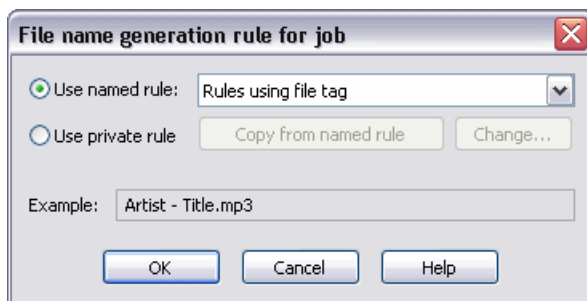 File name generation rule for job
Use named rule: Rules using file tag
Use private rule Copy from named rule Change...
Example: Artist - Title.mp3
OK Cancel Help